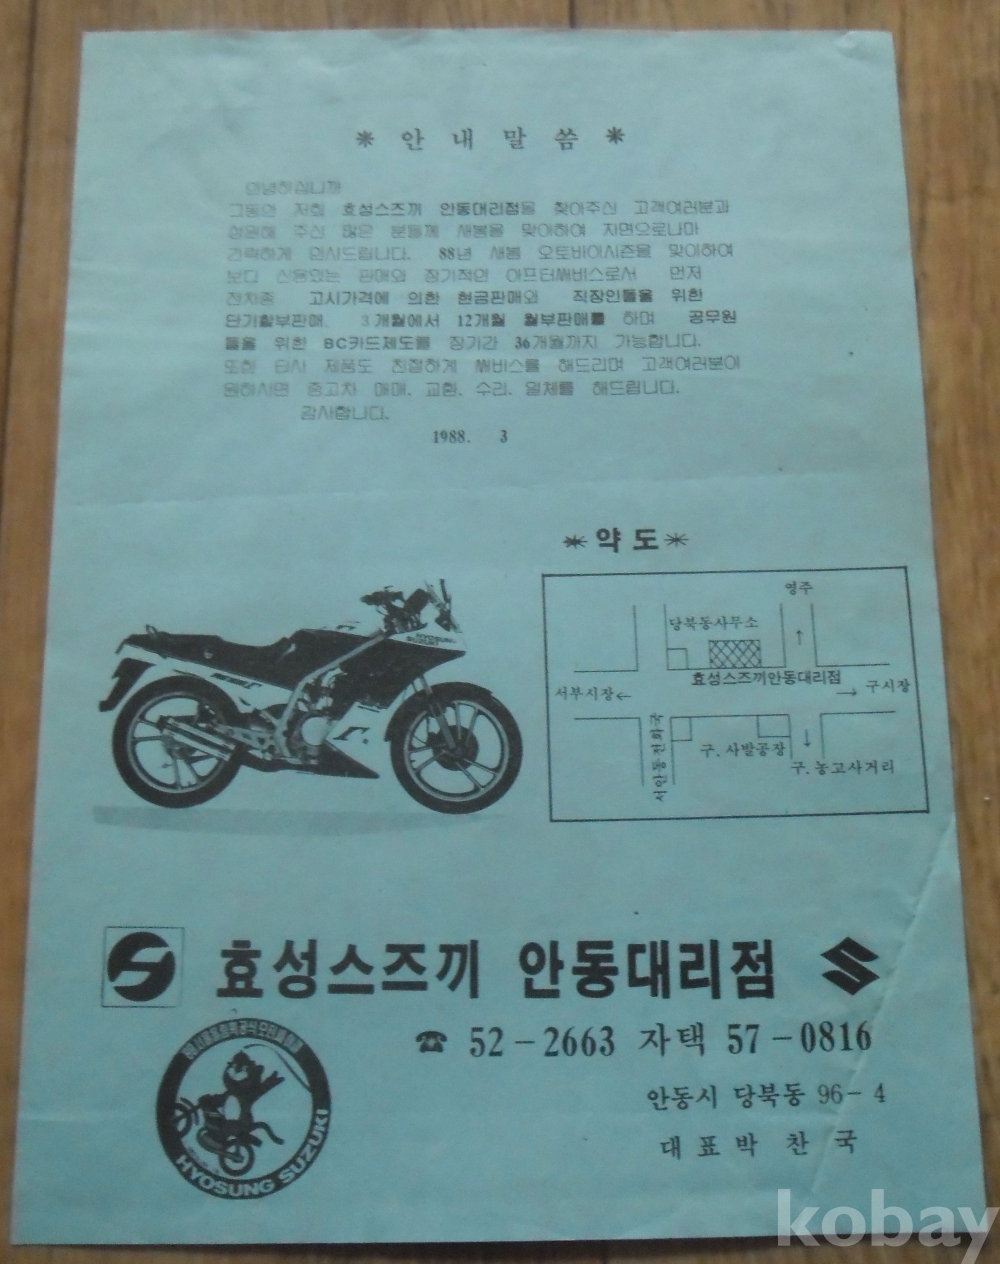 ✳ 안 내 말 씀 ✳
안녕하십니까
그동안 저희 효성스즈끼 안동대리점을 찾아주신 고객여러분과
성원해 주신 많은 분들께 새봄을 맞이하여 지면으로나마
간략하게 인사드립니다. 88년 새봄 오토바이시즌을 맞이하여
보다 신용있는 판매와 장기적인 아프터써비스로서 먼저
전차종 고시가격에 의한 현금판매와 직장인들을 위한
단기할부판매. 3개월에서 12개월 월부판매를 하며 공무원
들을 위한 BC카드제도를 장기간 36개월까지 가능합니다.
또한 타사 제품도 친절하게 써비스를 해드리며 고객여러분이
원하시면 중고차 매매. 교환. 수리. 일체를 해드립니다.
감사합니다.
1988. 3
✳약 도✳
영주
↑
당북동사무소
효성스즈끼안동대리점
서부시장←
→ 구시장
서안동전화국
구.사발공장
↓
구.농고사거리
HYOSUNG
SUZUKI
효성스즈끼 안동대리점
☎ 52-2663 자택 57-0816
안동시 당북동 96-4
대 표 박 찬 국
HYOSUNG SUZUKI
kobay